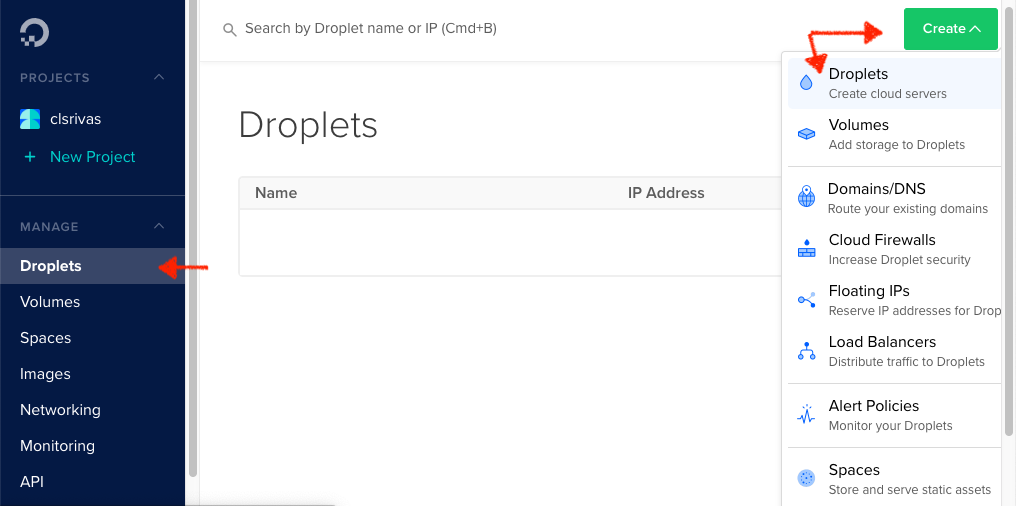 Search by Droplet name or IP (Cmd+B)
Create
PROJECTS
clsrivas
+ New Project
MANAGE
Droplets
Volumes
Spaces
Images
Networking
Monitoring
API
Droplets
Name IP Address
Droplets
Create cloud servers
Volumes
Add storage to Droplets
Domains/DNS
Route your existing domains
Cloud Firewalls
Increase Droplet security
Floating IPs
Reserve IP addresses for Drop
Load Balancers
Distribute traffic to Droplets
Alert Policies
Monitor your Droplets
Spaces
Store and serve static assets